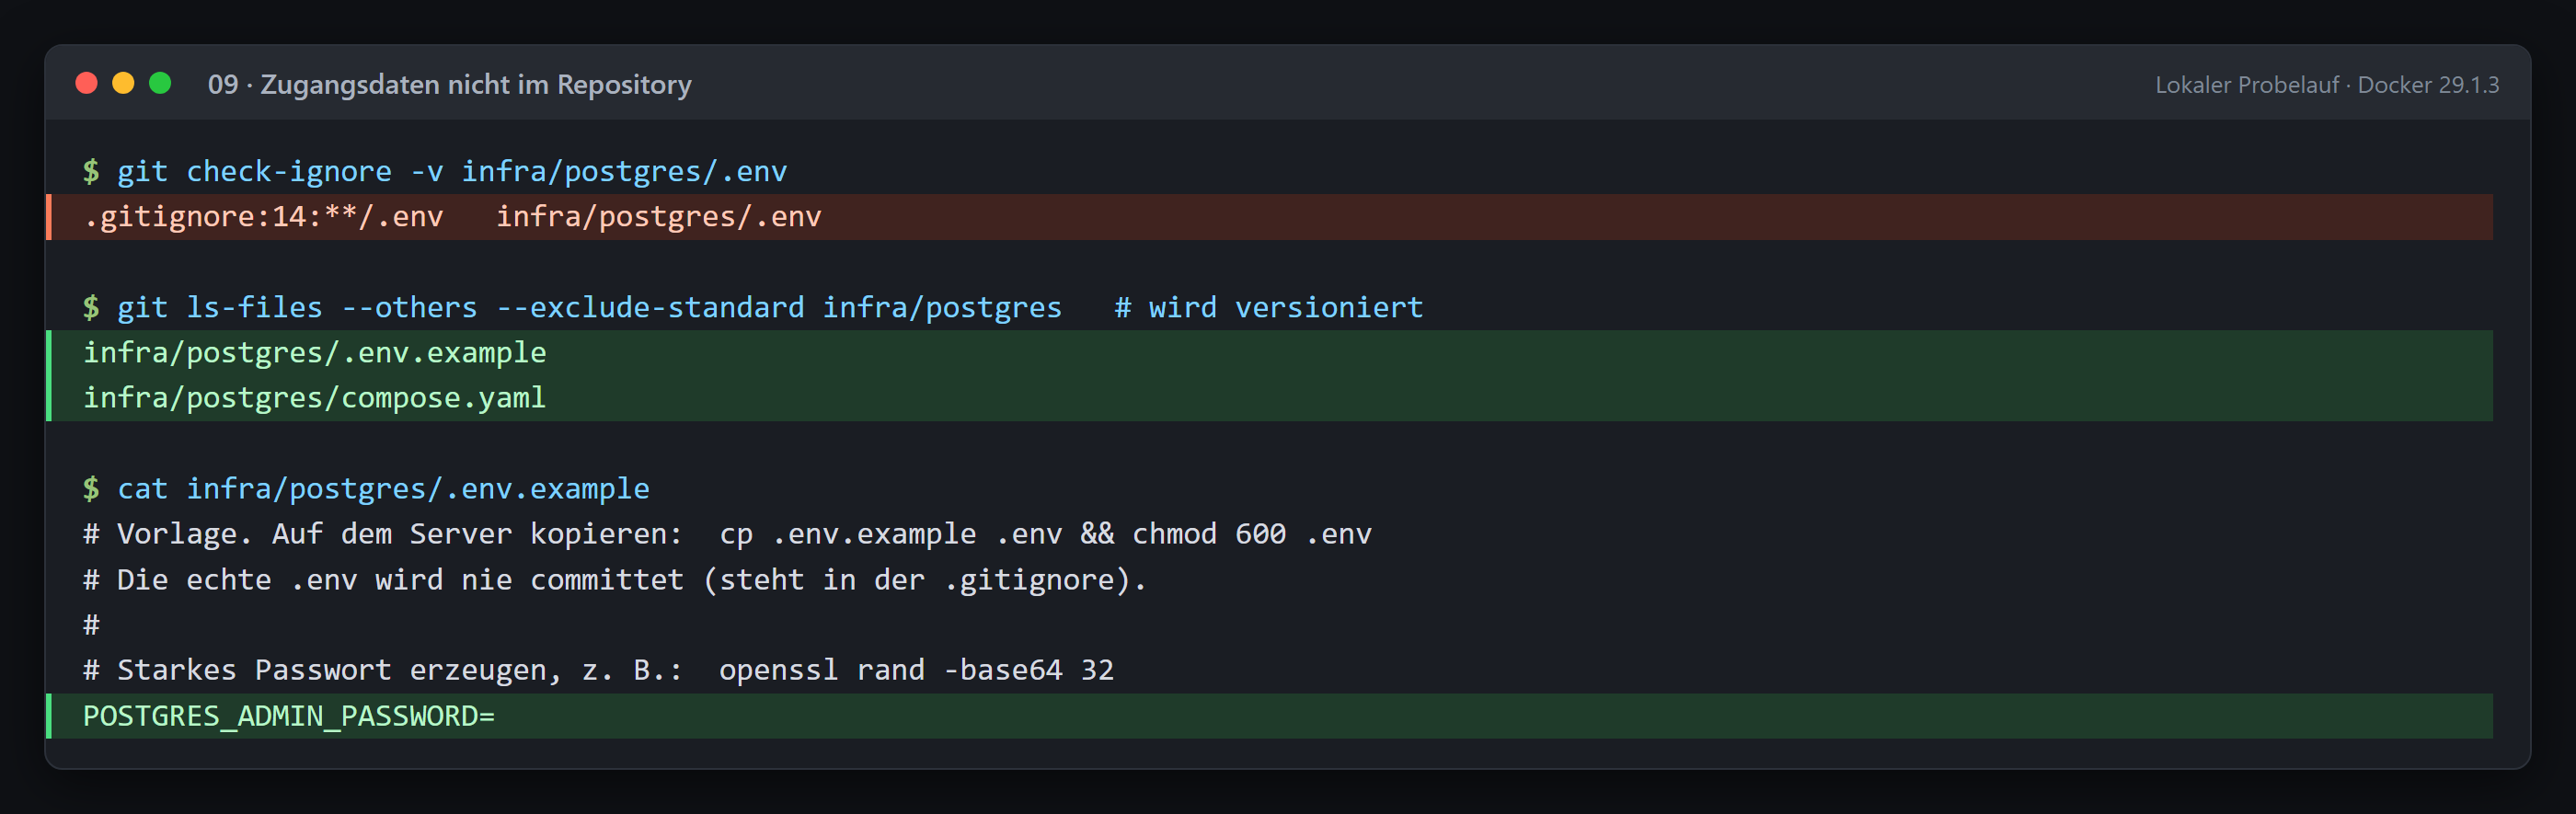 09 · Zugangsdaten nicht im Repository
Lokaler Probelauf · Docker 29.1.3
$ git check-ignore -v infra/postgres/.env
.gitignore:14:**/.env   infra/postgres/.env
$ git ls-files --others --exclude-standard infra/postgres   # wird versioniert
infra/postgres/.env.example
infra/postgres/compose.yaml
$ cat infra/postgres/.env.example
# Vorlage. Auf dem Server kopieren:  cp .env.example .env && chmod 600 .env
# Die echte .env wird nie committet (steht in der .gitignore).
#
# Starkes Passwort erzeugen, z. B.:  openssl rand -base64 32
POSTGRES_ADMIN_PASSWORD=